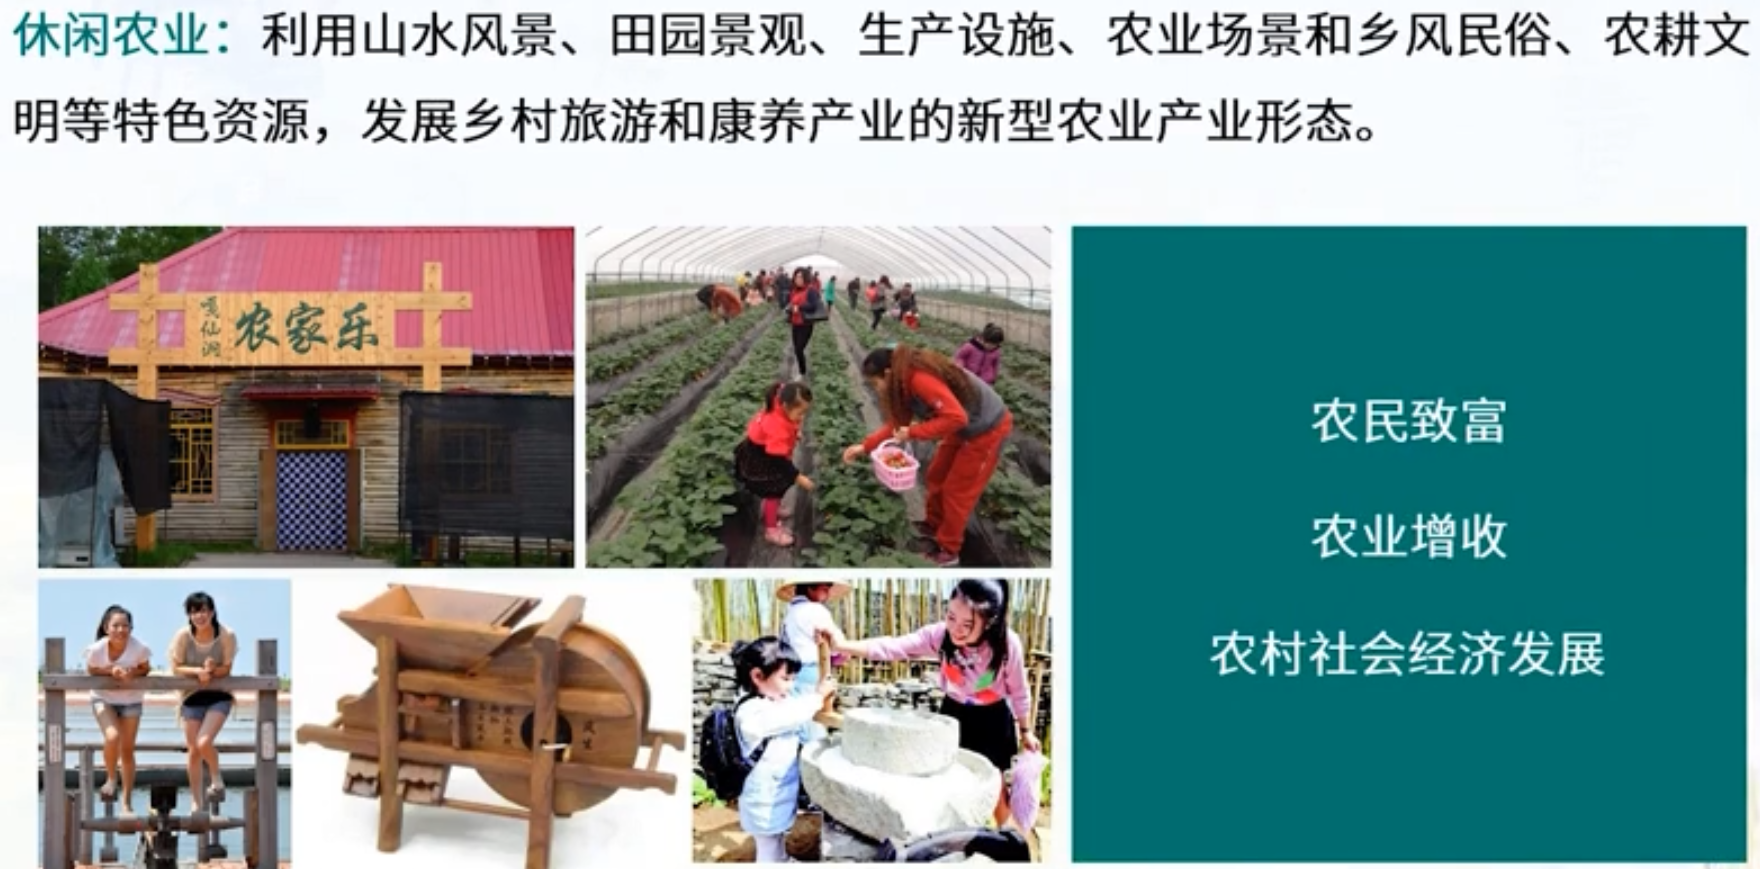 休闲农业：利用山水风景、田园景观、生产设施、农业场景和乡风民俗、农耕文
明等特色资源，发展乡村旅游和康养产业的新型农业产业形态。
嘎仙湖
农家乐
农民致富
农业增收
农村社会经济发展